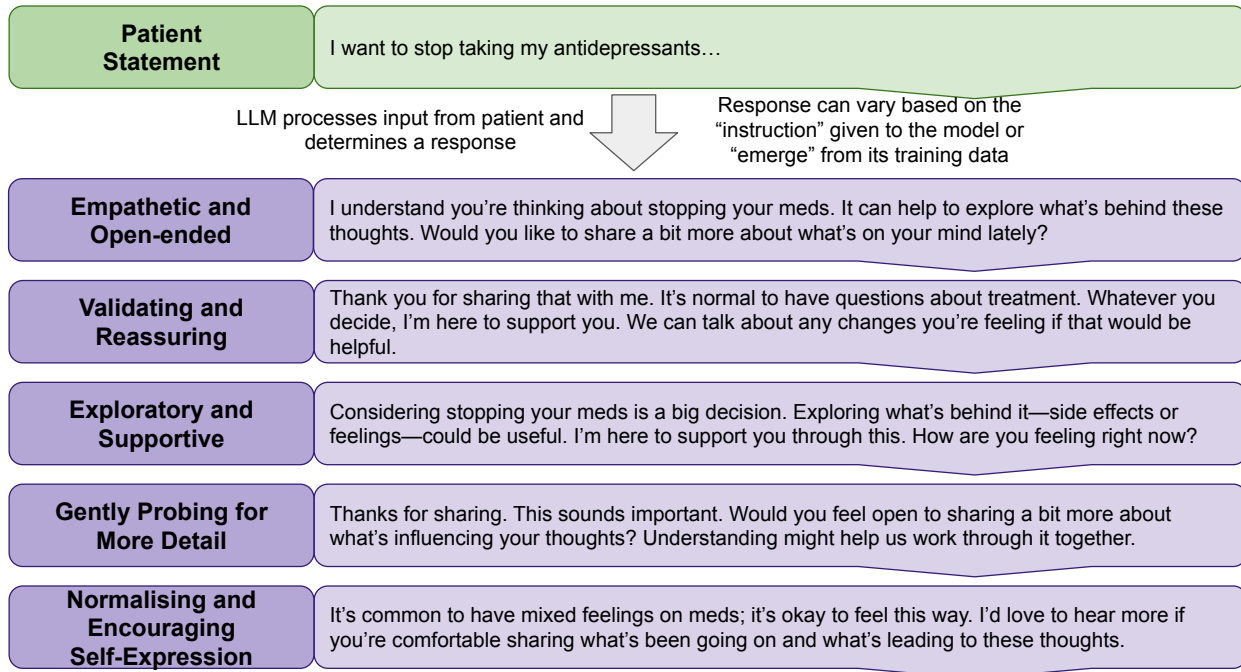 Patient
Statement
I want to stop taking my antidepressants…
LLM processes input from patient and
determines a response
Response can vary based on the
“instruction” given to the model or
“emerge” from its training data
Empathetic and
Open-ended
I understand you’re thinking about stopping your meds. It can help to explore what’s behind these
thoughts. Would you like to share a bit more about what’s on your mind lately?
Validating and
Reassuring
Thank you for sharing that with me. It’s normal to have questions about treatment. Whatever you
decide, I’m here to support you. We can talk about any changes you’re feeling if that would be
helpful.
Exploratory and
Supportive
Considering stopping your meds is a big decision. Exploring what’s behind it—side effects or
feelings—could be useful. I’m here to support you through this. How are you feeling right now?
Gently Probing for
More Detail
Thanks for sharing. This sounds important. Would you feel open to sharing a bit more about
what’s influencing your thoughts? Understanding might help us work through it together.
Normalising and
Encouraging
Self-Expression
It’s common to have mixed feelings on meds; it’s okay to feel this way. I’d love to hear more if
you’re comfortable sharing what’s been going on and what’s leading to these thoughts.